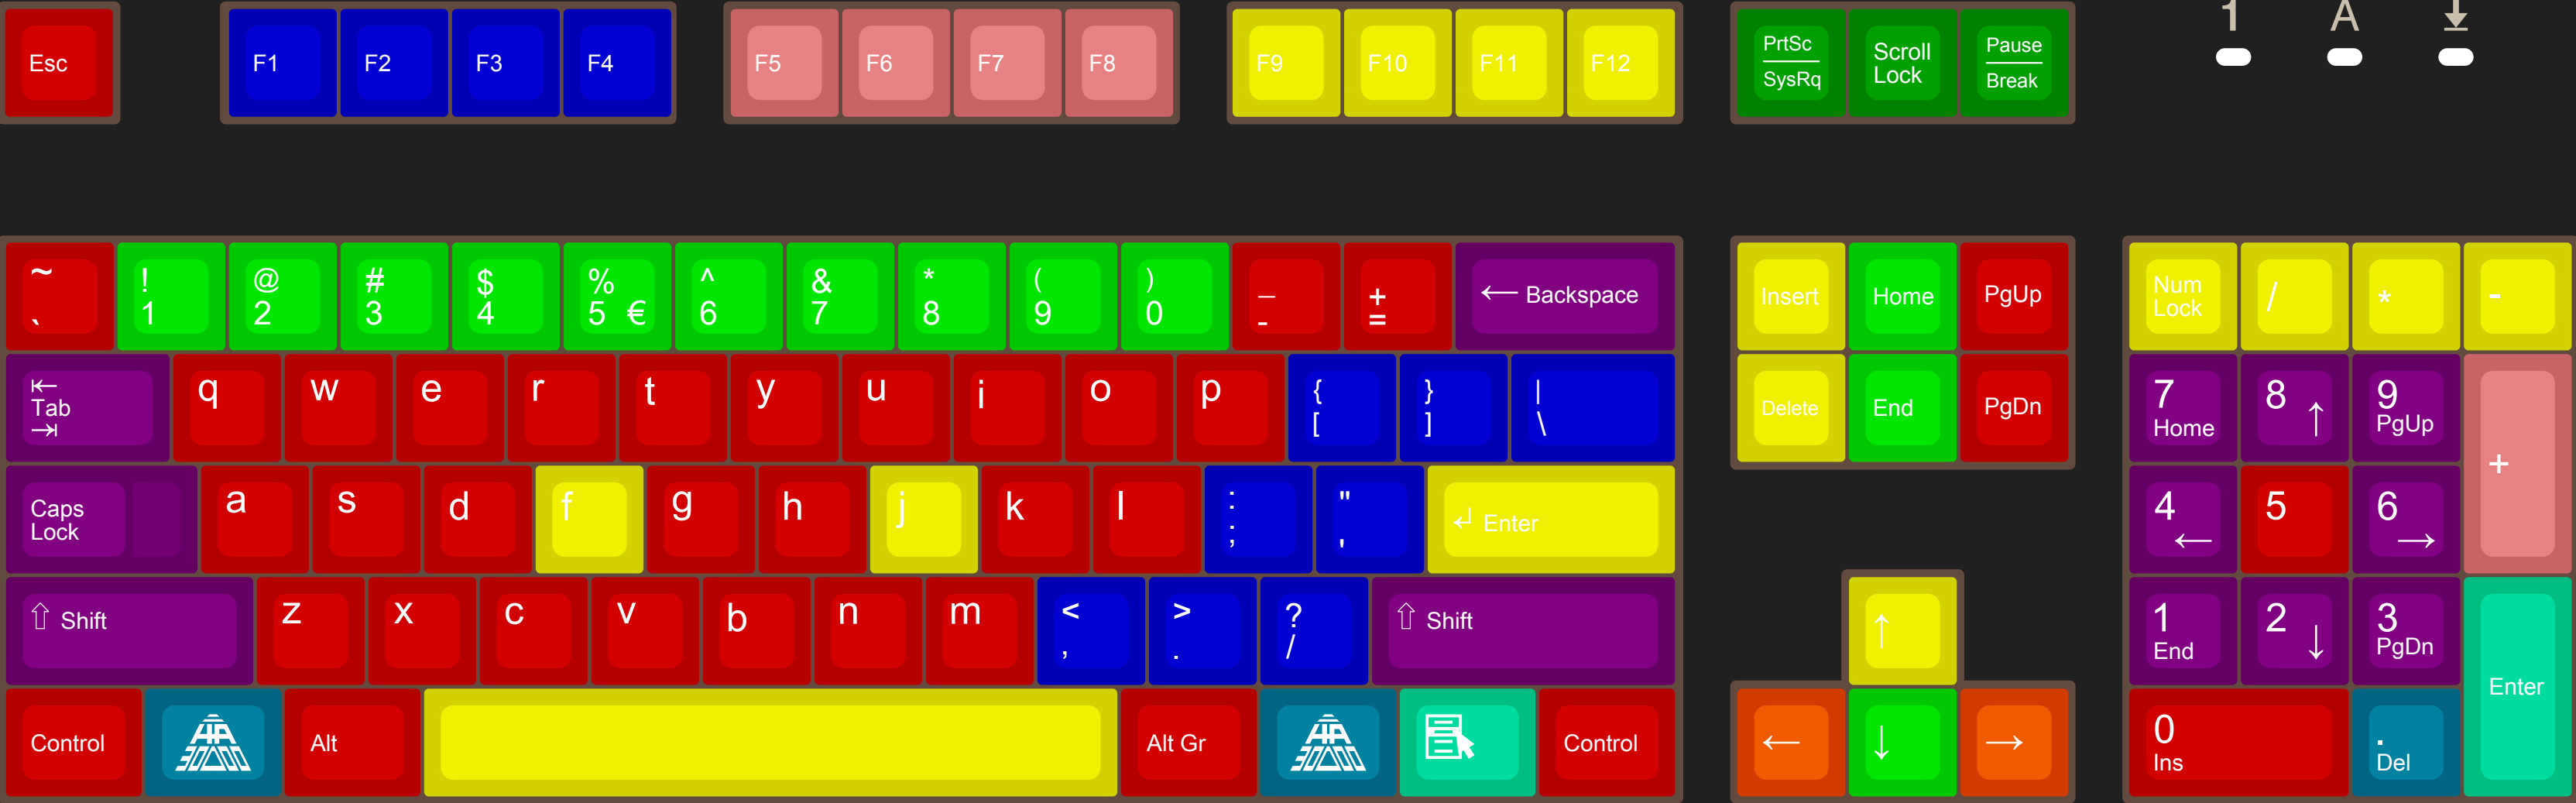 Esc
F1
F2
F3
F4
F5
F6
F7
F8
F9
F10
F11
F12
PrtSc
SysRq
Scroll
Lock
Pause
Break
1
A
~
`
!
1
@
2
#
3
$
4
%
5 €
^
6
&
7
*
8
(
9
)
0
_
-
+
=
← Backspace
Insert
Home
PgUp
Num
Lock
/
*
-
⇤
Tab
⇥
q
w
e
r
t
y
u
i
o
p
{
[
}
]
|
\
Delete
End
PgDn
7
Home
8 ↑
9
PgUp
+
Caps
Lock
a
s
d
f
g
h
j
k
l
:
;
"
'
↲ Enter
4
←
5
6
→
⇧ Shift
z
x
c
v
b
n
m
<
,
>
.
?
/
⇧ Shift
↑
1
End
2 ↓
3
PgDn
Enter
Control
Alt
Alt Gr
Control
←
↓
→
0
Ins
.
Del